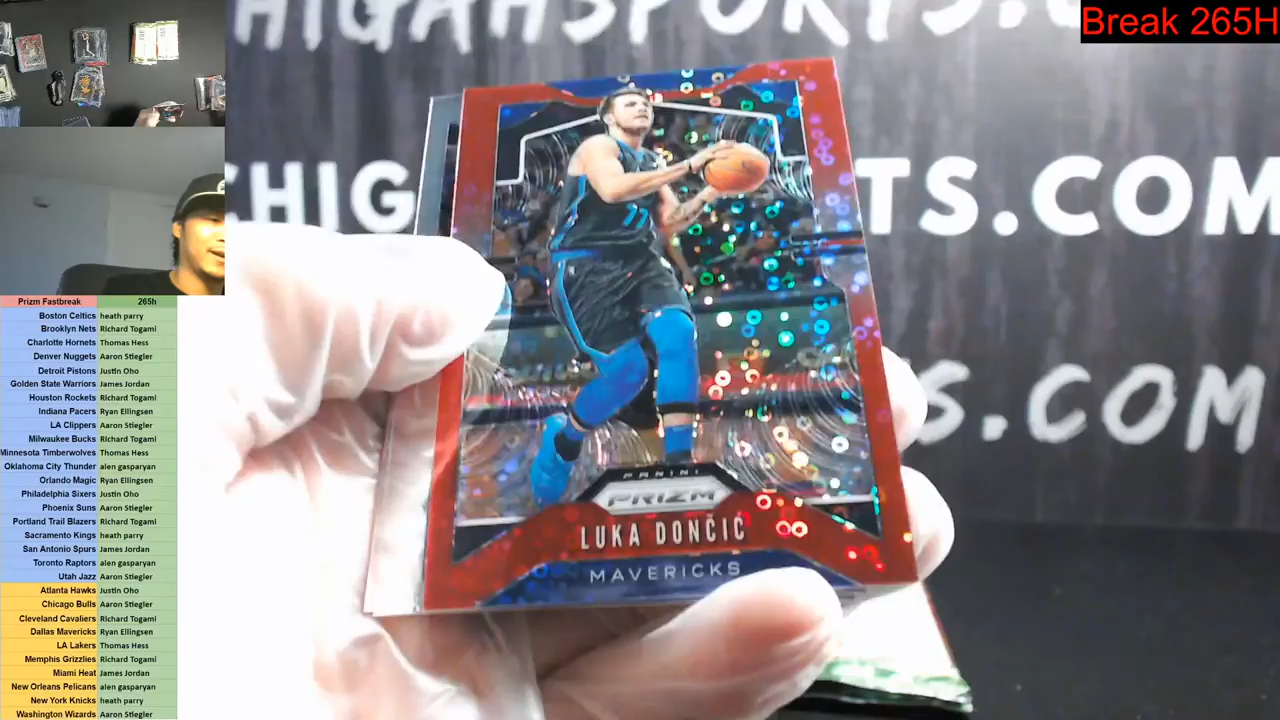 CHIGAHSPORTS.COM
Break 265H
TS.COM
CHIG
S.COM
77
PANINI
PRIZM
LUKA DONČIĆ
MAVERICKS
Prizm Fastbreak 265h
Boston Celtics heath parry
Brooklyn Nets Richard Togami
Charlotte Hornets Thomas Hess
Denver Nuggets Aaron Stiegler
Detroit Pistons Justin Oho
Golden State Warriors James Jordan
Houston Rockets Richard Togami
Indiana Pacers Ryan Ellingsen
LA Clippers Aaron Stiegler
Milwaukee Bucks Richard Togami
Minnesota Timberwolves Thomas Hess
Oklahoma City Thunder alen gasparyan
Orlando Magic Ryan Ellingsen
Philadelphia Sixers Justin Oho
Phoenix Suns Aaron Stiegler
Portland Trail Blazers Richard Togami
Sacramento Kings heath parry
San Antonio Spurs James Jordan
Toronto Raptors alen gasparyan
Utah Jazz Aaron Stiegler
Atlanta Hawks Justin Oho
Chicago Bulls Aaron Stiegler
Cleveland Cavaliers Richard Togami
Dallas Mavericks Ryan Ellingsen
LA Lakers Thomas Hess
Memphis Grizzlies Richard Togami
Miami Heat James Jordan
New Orleans Pelicans alen gasparyan
New York Knicks heath parry
Washington Wizards Aaron Stiegler